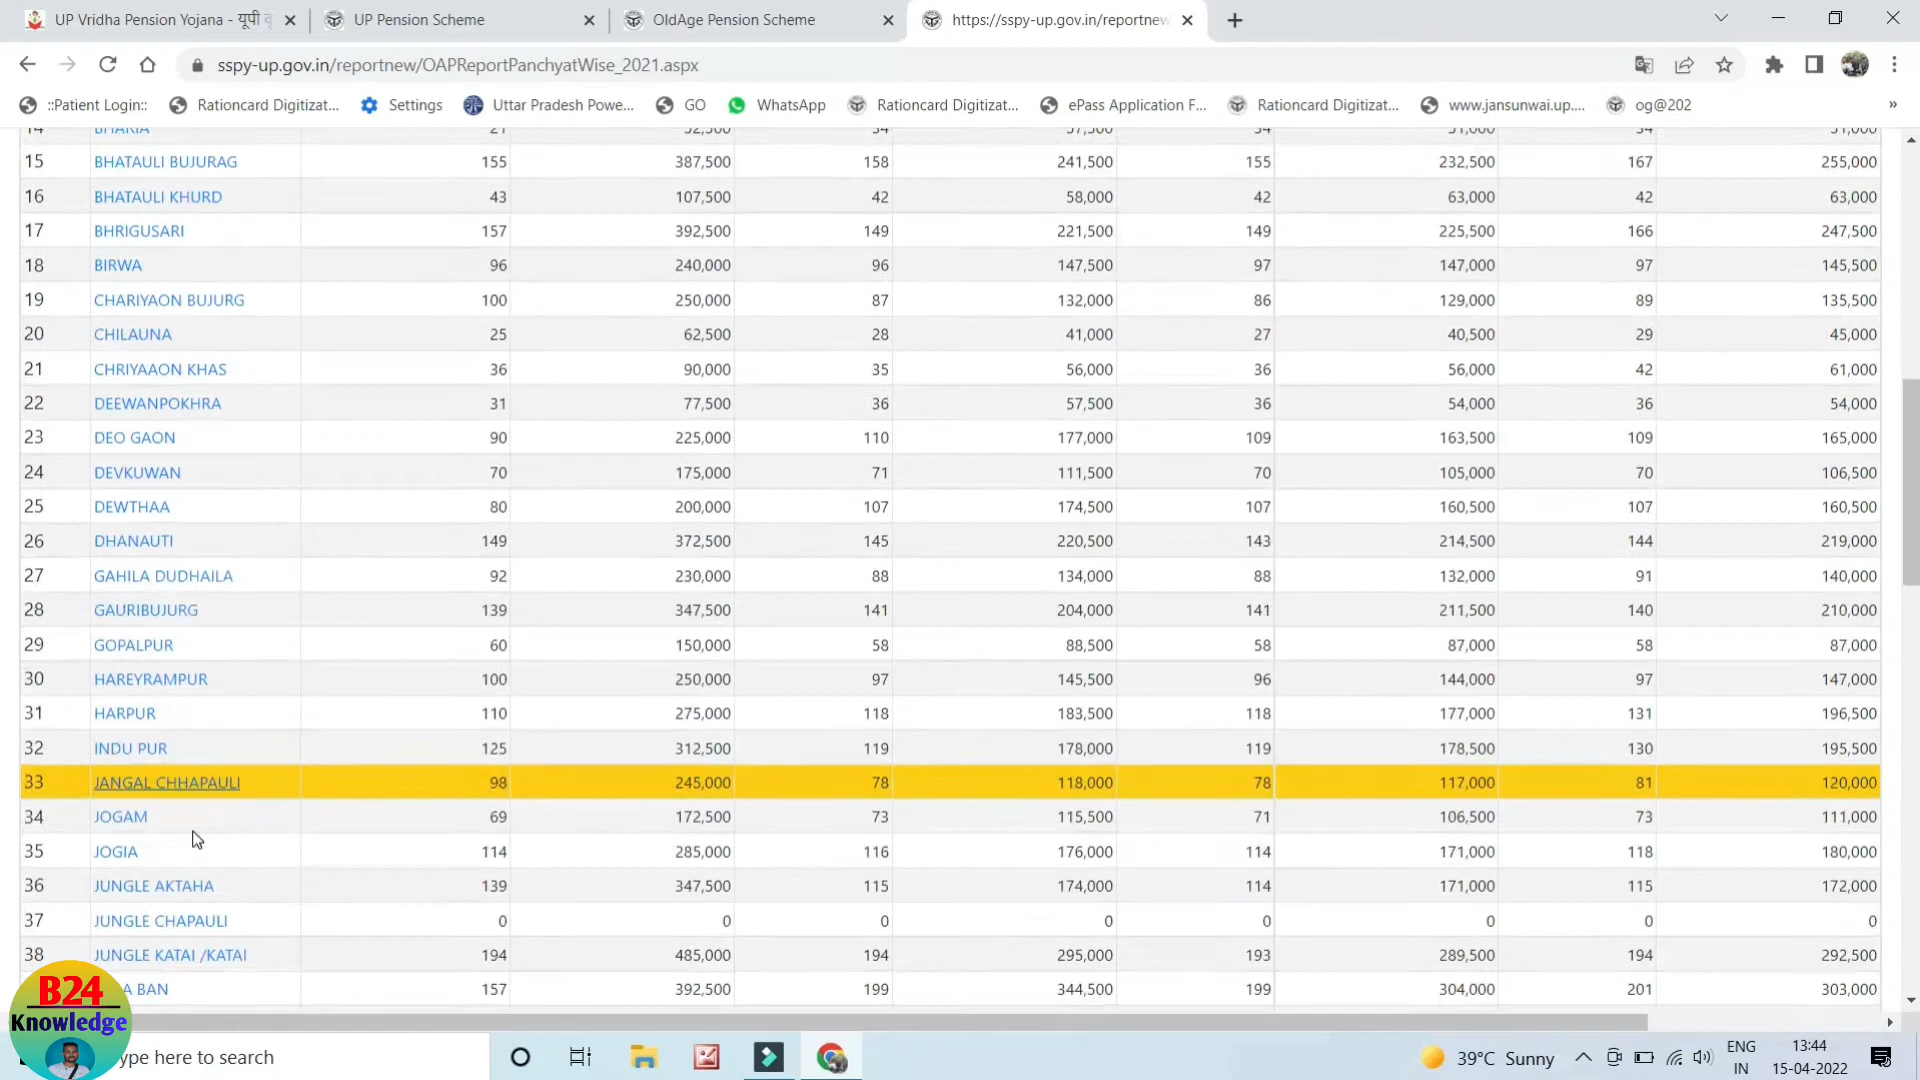 UP Vridha Pension Yojana - यूपी
UP Pension Scheme
OldAge Pension Scheme
https://sspy-up.gov.in/reportnew
sspy-up.gov.in/reportnew/OAPReportPanchyatWise_2021.aspx
::Patient Login:: Rationcard Digitizat... Settings Uttar Pradesh Powe... GO WhatsApp Rationcard Digitizat... ePass Application F... Rationcard Digitizat... www.jansunwai.up.... og@202 »
14 BHARIA 21 52,500 34 57,500 34 51,000 34 51,000
15 BHATAULI BUJURAG 155 387,500 158 241,500 155 232,500 167 255,000
16 BHATAULI KHURD 43 107,500 42 58,000 42 63,000 42 63,000
17 BHRIGUSARI 157 392,500 149 221,500 149 225,500 166 247,500
18 BIRWA 96 240,000 96 147,500 97 147,000 97 145,500
19 CHARIYAON BUJURG 100 250,000 87 132,000 86 129,000 89 135,500
20 CHILAUNA 25 62,500 28 41,000 27 40,500 29 45,000
21 CHRIYAAON KHAS 36 90,000 35 56,000 36 56,000 42 61,000
22 DEEWANPOKHRA 31 77,500 36 57,500 36 54,000 36 54,000
23 DEO GAON 90 225,000 110 177,000 109 163,500 109 165,000
24 DEVKUWAN 70 175,000 71 111,500 70 105,000 70 106,500
25 DEWTHAA 80 200,000 107 174,500 107 160,500 107 160,500
26 DHANAUTI 149 372,500 145 220,500 143 214,500 144 219,000
27 GAHILA DUDHAILA 92 230,000 88 134,000 88 132,000 91 140,000
28 GAURIBUJURG 139 347,500 141 204,000 141 211,500 140 210,000
29 GOPALPUR 60 150,000 58 88,500 58 87,000 58 87,000
30 HAREYRAMPUR 100 250,000 97 145,500 96 144,000 97 147,000
31 HARPUR 110 275,000 118 183,500 118 177,000 131 196,500
32 INDU PUR 125 312,500 119 178,000 119 178,500 130 195,500
33 JANGAL CHHAPAULI 98 245,000 78 118,000 78 117,000 81 120,000
34 JOGAM 69 172,500 73 115,500 71 106,500 73 111,000
35 JOGIA 114 285,000 116 176,000 114 171,000 118 180,000
36 JUNGLE AKTAHA 139 347,500 115 174,000 114 171,000 115 172,000
37 JUNGLE CHAPAULI 0 0 0 0 0 0 0 0
38 JUNGLE KATAI /KATAI 194 485,000 194 295,000 193 289,500 194 292,500
A BAN 157 392,500 199 344,500 199 304,000 201 303,000
B24
Knowledge
ype here to search
39°C Sunny
ENG
IN
13:44
15-04-2022